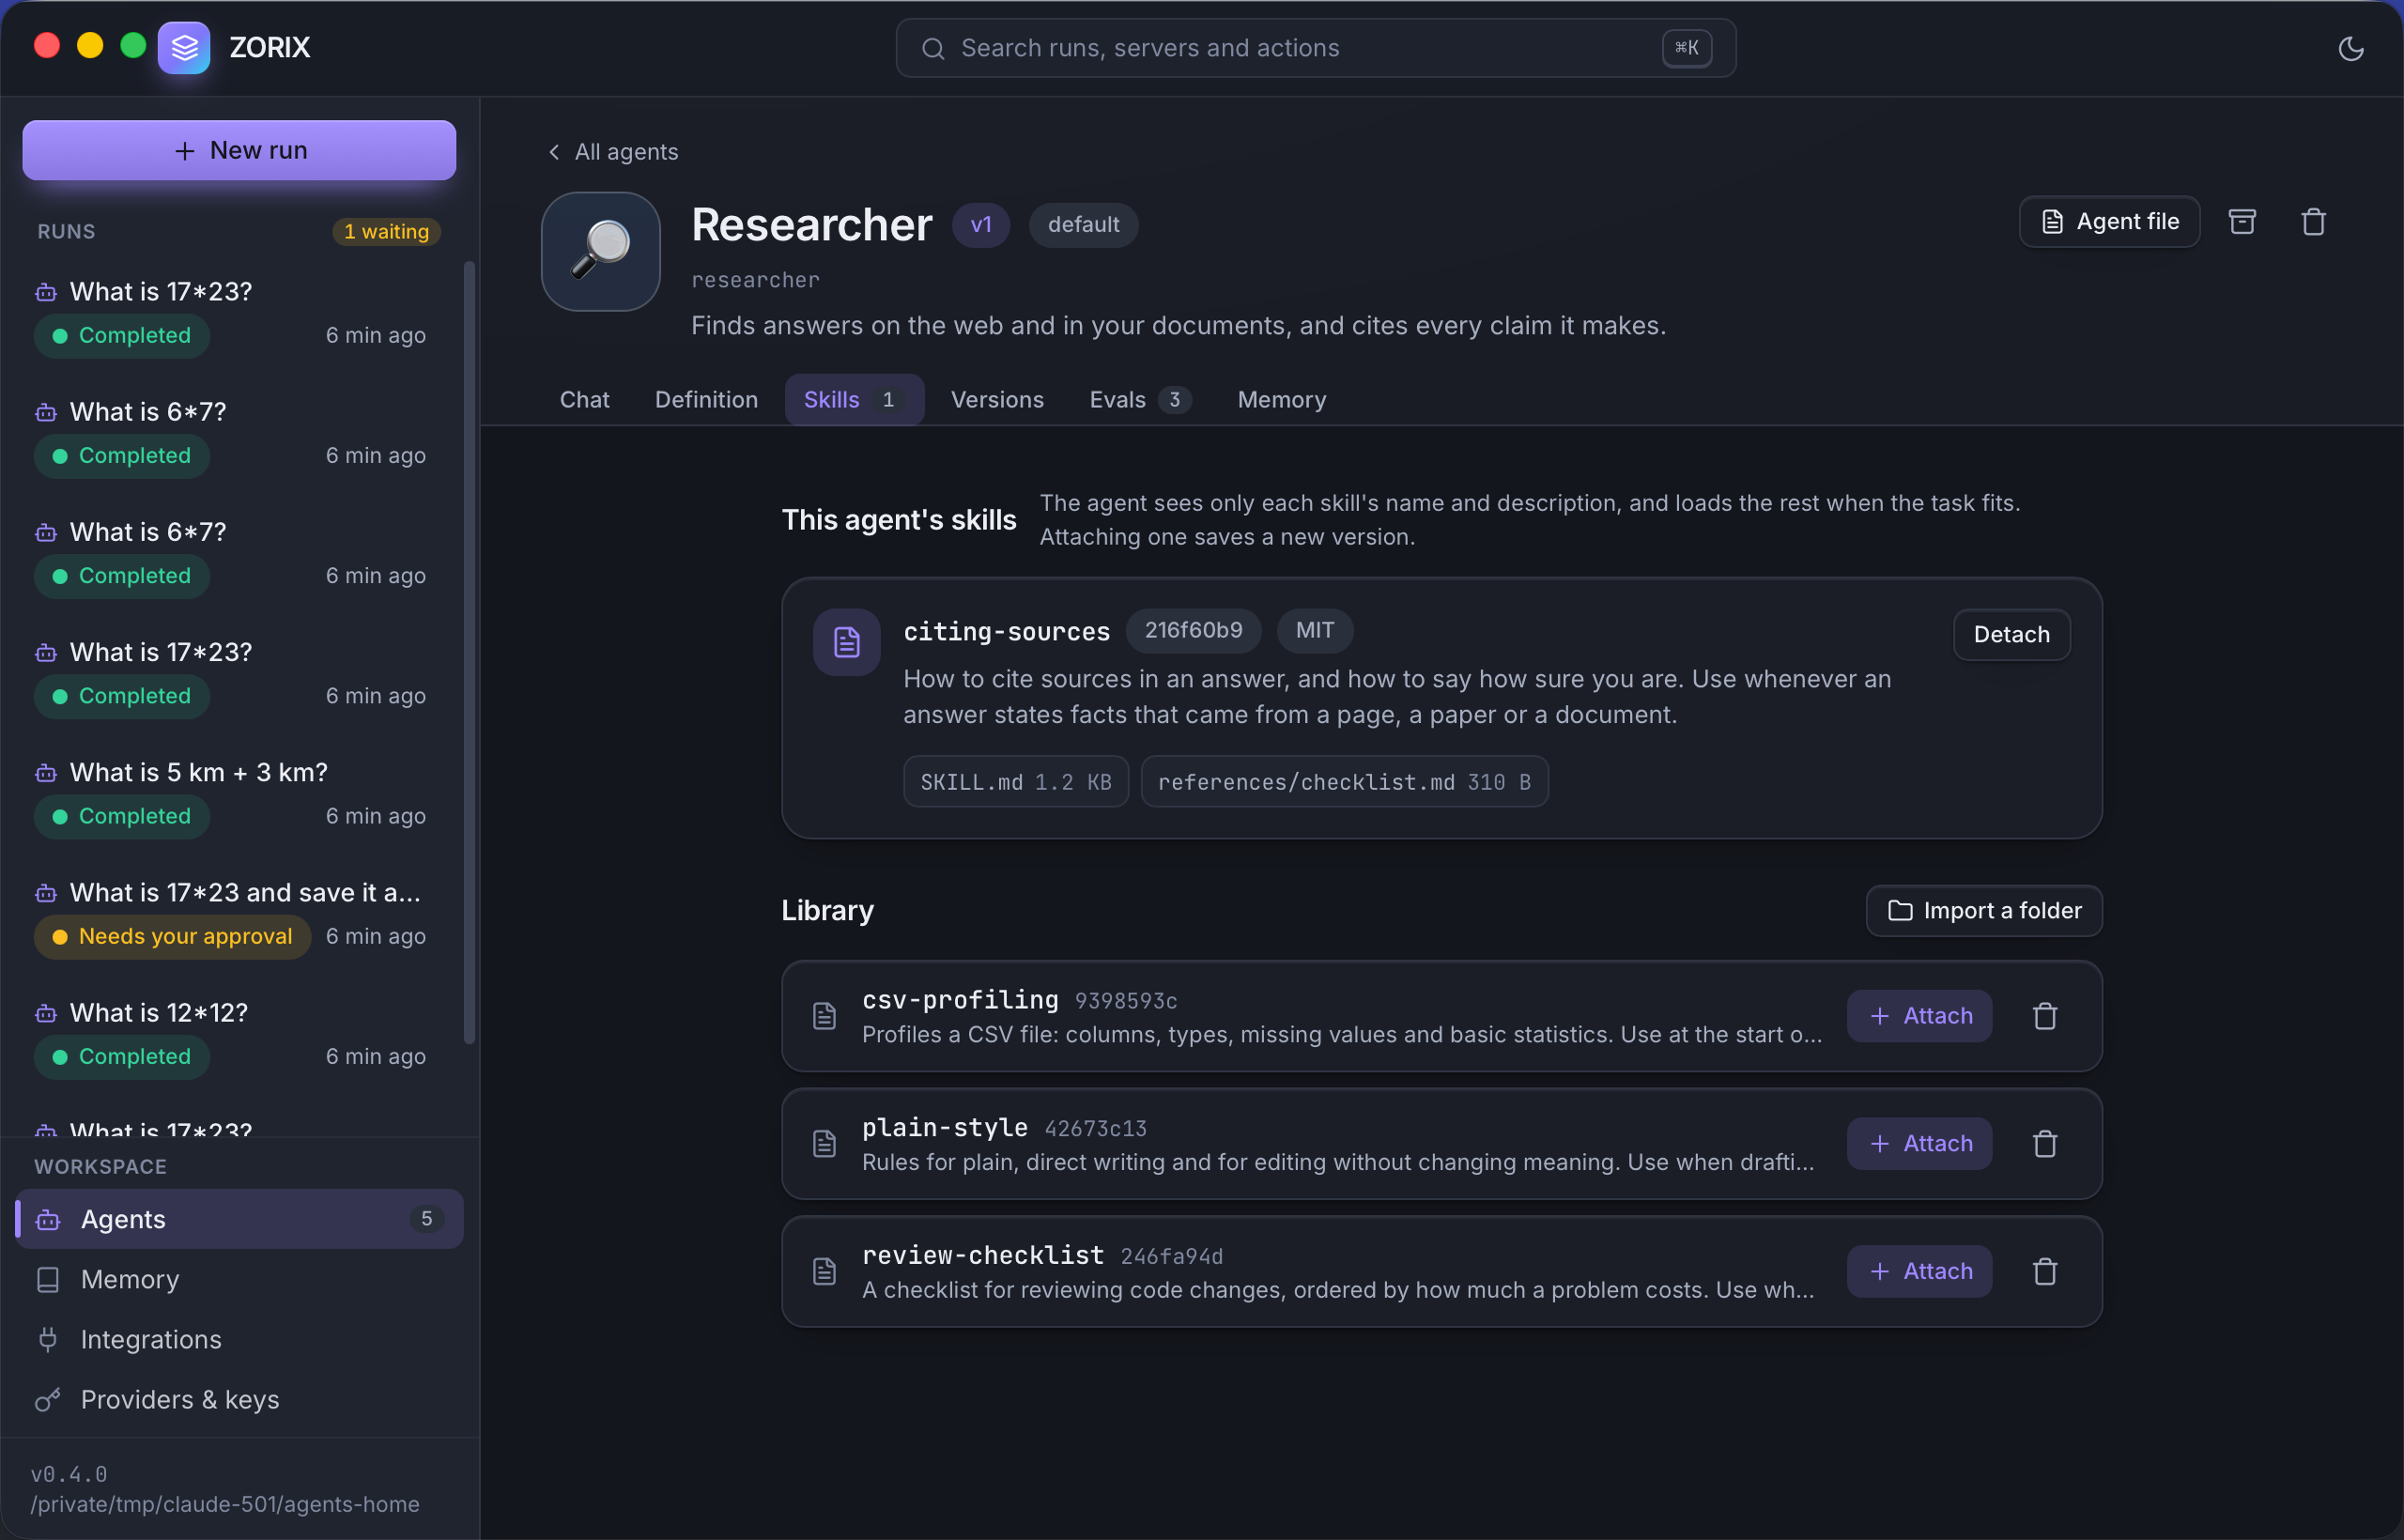 ZORIX
Search runs, servers and actions
⌘K
+ New run
RUNS
1 waiting
What is 17*23?
Completed
6 min ago
What is 6*7?
Completed
6 min ago
What is 6*7?
Completed
6 min ago
What is 17*23?
Completed
6 min ago
What is 5 km + 3 km?
Completed
6 min ago
What is 17*23 and save it a...
Needs your approval
6 min ago
What is 12*12?
Completed
6 min ago
What is 17*23?
WORKSPACE
Agents
5
Memory
Integrations
Providers & keys
v0.4.0
/private/tmp/claude-501/agents-home
All agents
Researcher
v1
default
Agent file
researcher
Finds answers on the web and in your documents, and cites every claim it makes.
Chat
Definition
Skills 1
Versions
Evals 3
Memory
This agent's skills
The agent sees only each skill's name and description, and loads the rest when the task fits.
Attaching one saves a new version.
citing-sources
216f60b9
MIT
Detach
How to cite sources in an answer, and how to say how sure you are. Use whenever an
answer states facts that came from a page, a paper or a document.
SKILL.md 1.2 KB
references/checklist.md 310 B
Library
Import a folder
csv-profiling 9398593c
Profiles a CSV file: columns, types, missing values and basic statistics. Use at the start o...
+ Attach
plain-style 42673c13
Rules for plain, direct writing and for editing without changing meaning. Use when drafti...
+ Attach
review-checklist 246fa94d
A checklist for reviewing code changes, ordered by how much a problem costs. Use wh...
+ Attach